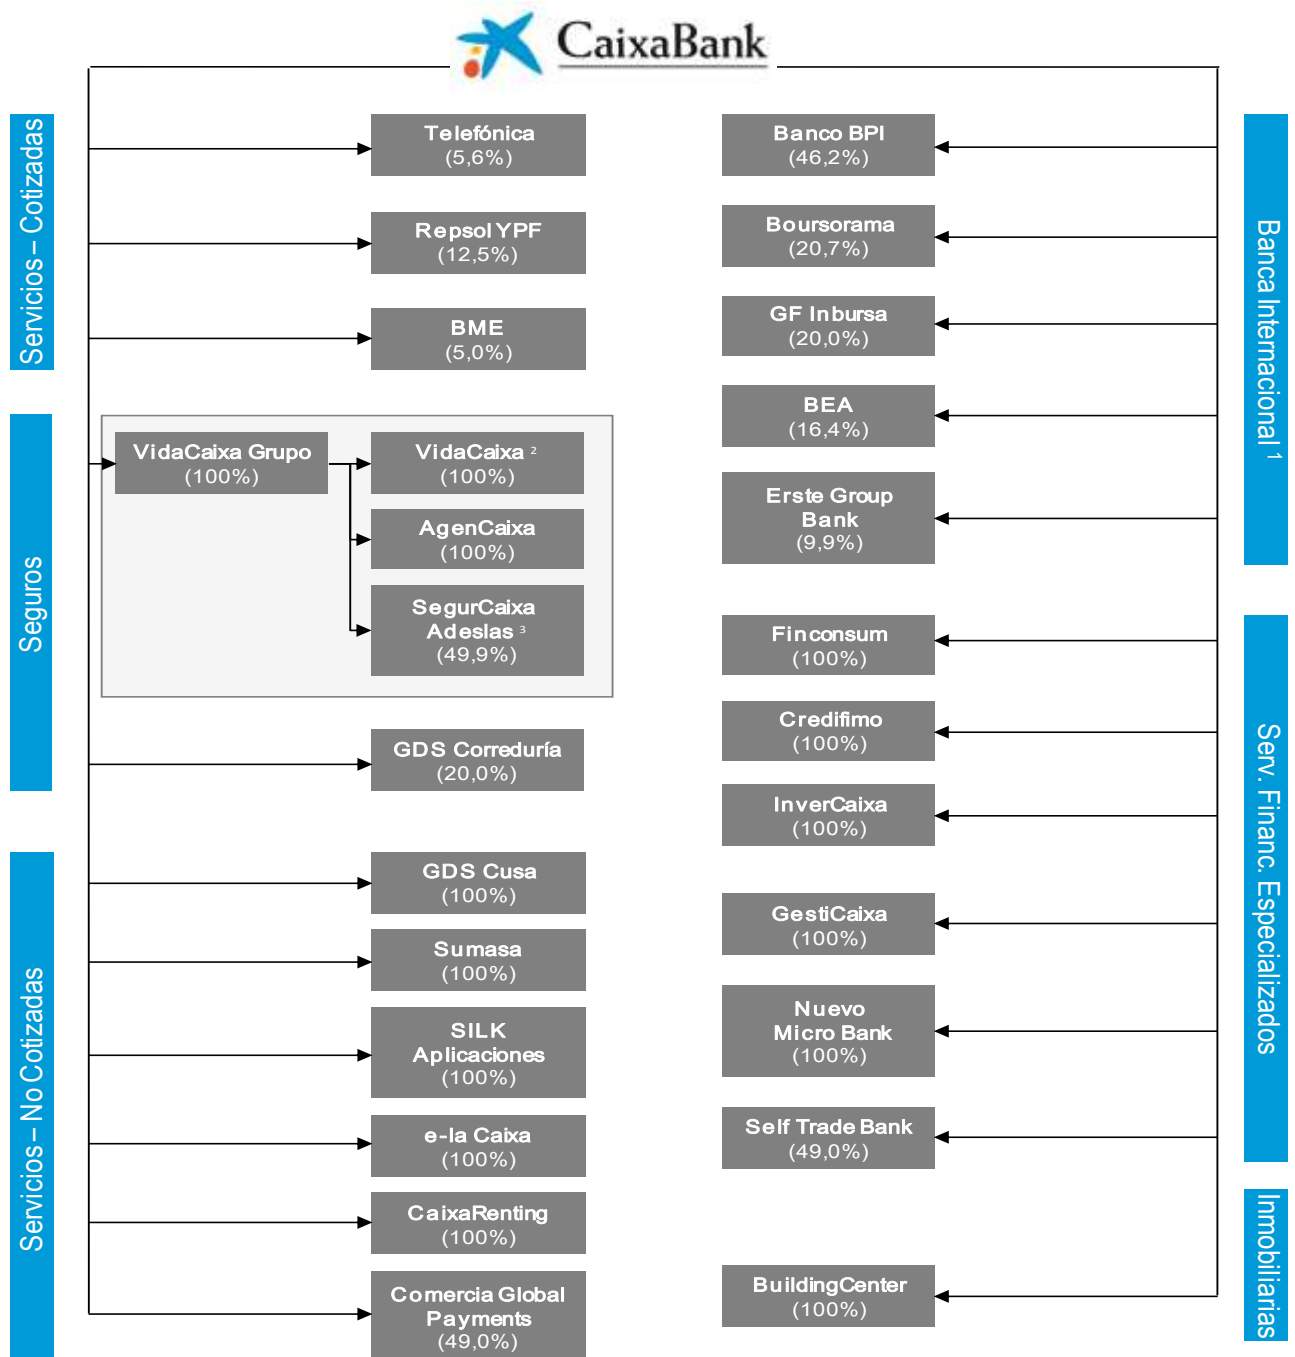 CaixaBank
Servicios – Cotizadas
Telefónica
(5,6%)
Repsol YPF
(12,5%)
BME
(5,0%)
Seguros
VidaCaixa Grupo
(100%)
VidaCaixa ²
(100%)
AgenCaixa
(100%)
SegurCaixa
Adeslas ³
(49,9%)
GDS Correduría
(20,0%)
Servicios – No Cotizadas
GDS Cusa
(100%)
Sumasa
(100%)
SILK
Aplicaciones
(100%)
e-la Caixa
(100%)
CaixaRenting
(100%)
Comercia Global
Payments
(49,0%)
Banca Internacional ¹
Banco BPI
(46,2%)
Boursorama
(20,7%)
GF Inbursa
(20,0%)
BEA
(16,4%)
Erste Group
Bank
(9,9%)
Serv. Financ. Especializados
Finconsum
(100%)
Credifimo
(100%)
InverCaixa
(100%)
GestiCaixa
(100%)
Nuevo
Micro Bank
(100%)
Self Trade Bank
(49,0%)
Inmobiliarias
BuildingCenter
(100%)